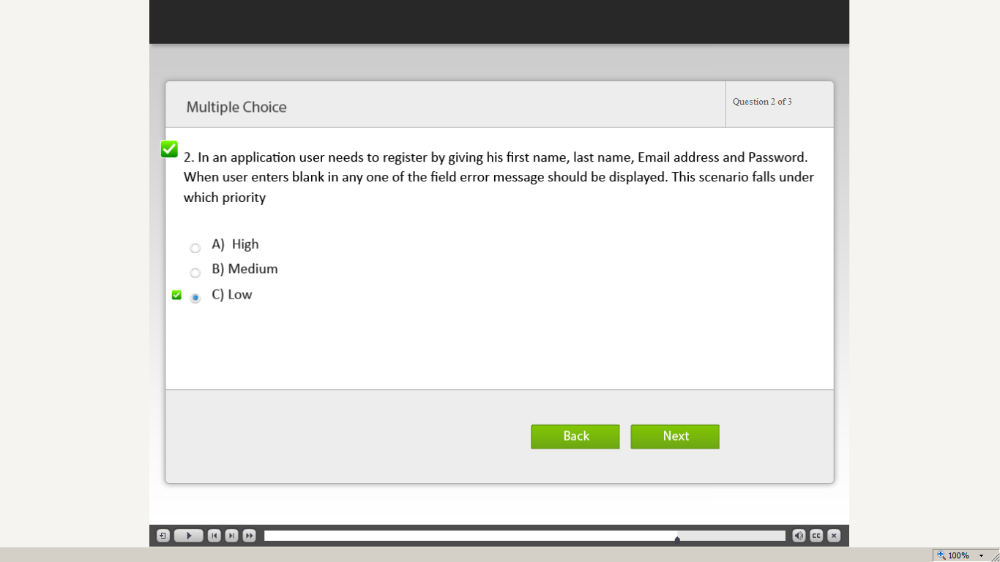 Multiple Choice
Question 2 of 3
2. In an application user needs to register by giving his first name, last name, Email address and Password.
When user enters blank in any one of the field error message should be displayed. This scenario falls under
which priority
A) High
B) Medium
C) Low
Back
Next
CC
100%